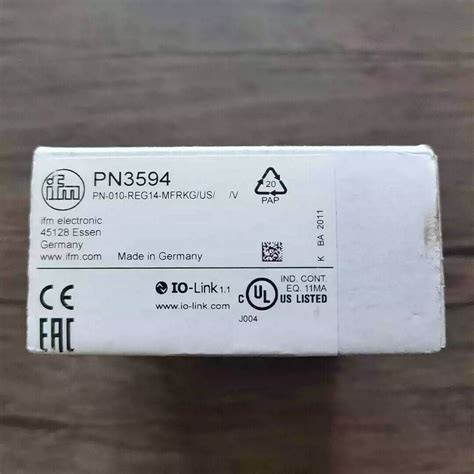 ifm
PN3594
PN-010-REG14-MFRKG/US/ /V
ifm electronic
45128 Essen
Germany
www.ifm.com
Made in Germany
20
PAP
K BA 2011
IO-Link 1.1
www.io-link.com
C UL US LISTED
IND. CONT.
EQ. 11MA
J004
CE
EAC